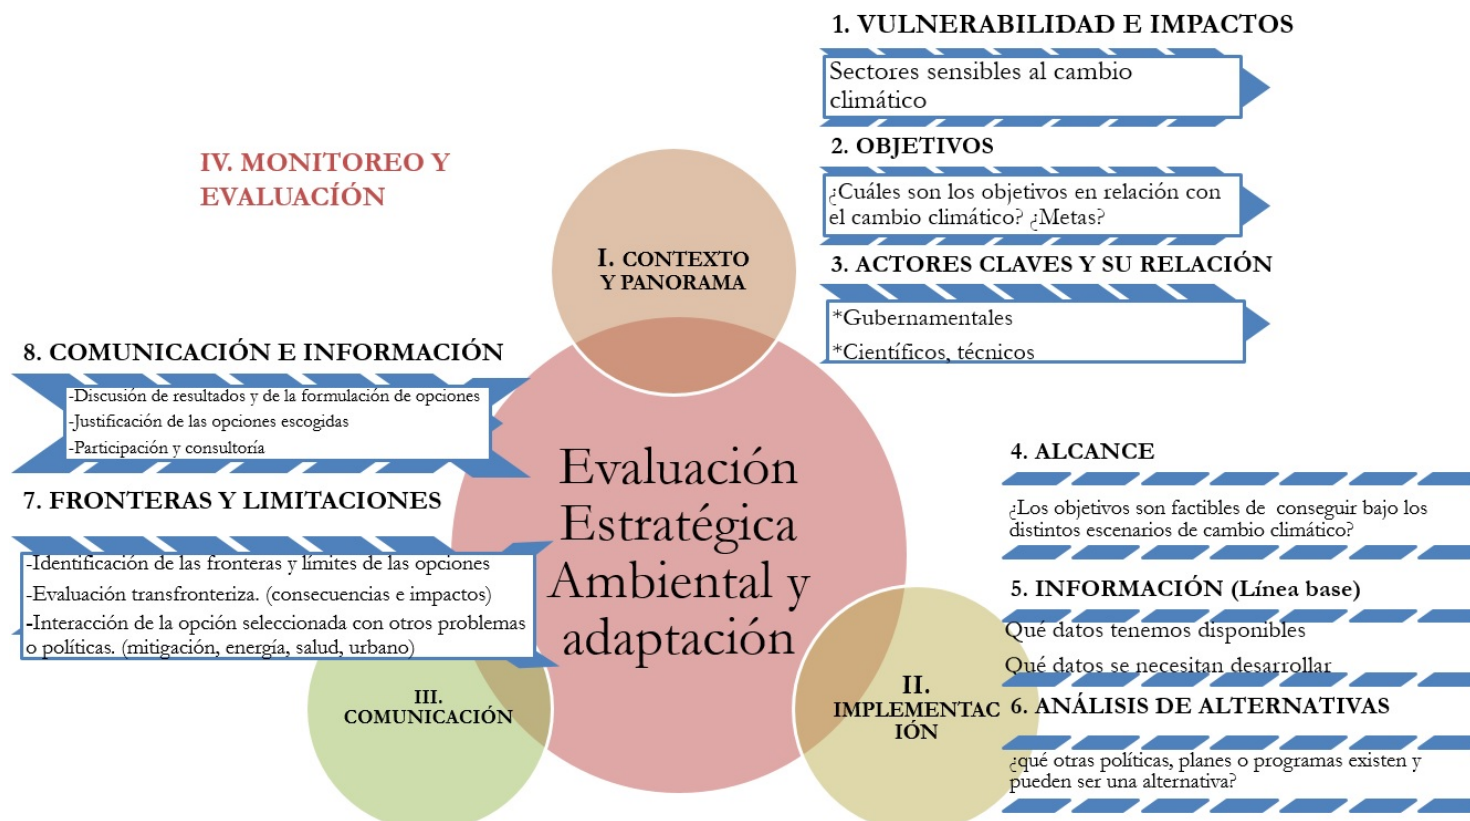 1. VULNERABILIDAD E IMPACTOS
Sectores sensibles al cambio
climático
2. OBJETIVOS
¿Cuáles son los objetivos en relación con
el cambio climático? ¿Metas?
3. ACTORES CLAVES Y SU RELACIÓN
*Gubernamentales
*Científicos, técnicos
IV. MONITOREO Y
EVALUACÍÓN
I. CONTEXTO
Y PANORAMA
8. COMUNICACIÓN E INFORMACIÓN
-Discusión de resultados y de la formulación de opciones
-Justificación de las opciones escogidas
-Participación y consultoría
7. FRONTERAS Y LIMITACIONES
-Identificación de las fronteras y límites de las opciones
-Evaluación transfronteriza. (consecuencias e impactos)
-Interacción de la opción seleccionada con otros problemas
o políticas. (mitigación, energía, salud, urbano)
Evaluación
Estratégica
Ambiental y
adaptación
4. ALCANCE
¿Los objetivos son factibles de conseguir bajo los
distintos escenarios de cambio climático?
5. INFORMACIÓN (Línea base)
Qué datos tenemos disponibles
Qué datos se necesitan desarrollar
6. ANÁLISIS DE ALTERNATIVAS
¿qué otras políticas, planes o programas existen y
pueden ser una alternativa?
III.
COMUNICACIÓN
II.
IMPLEMENTAC
IÓN